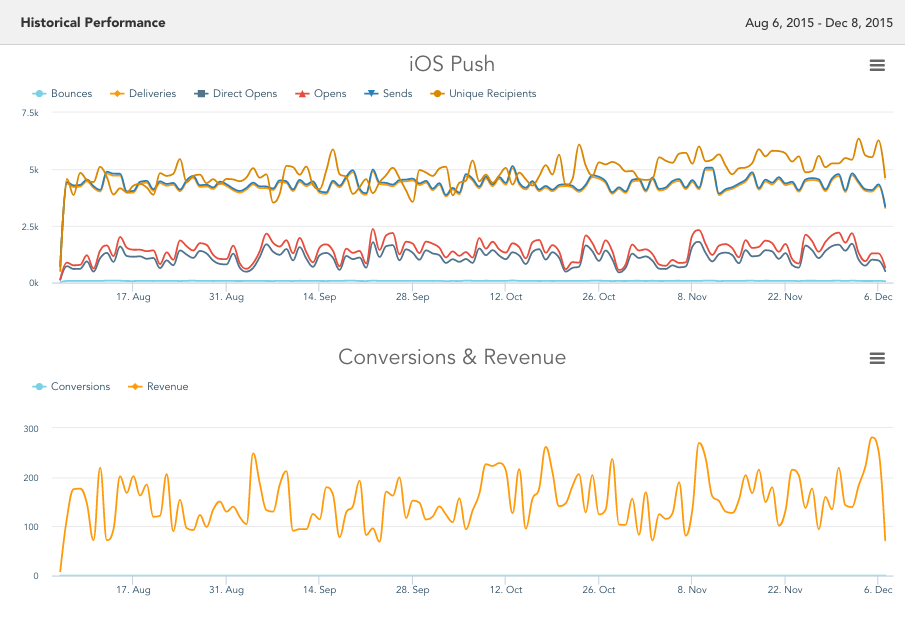 Historical Performance Aug 6, 2015 - Dec 8, 2015
iOS Push
Bounces Deliveries Direct Opens Opens Sends Unique Recipients
7.5k
5k
2.5k
0k
17. Aug 31. Aug 14. Sep 28. Sep 12. Oct 26. Oct 8. Nov 22. Nov 6. Dec
Conversions & Revenue
Conversions Revenue
300
200
100
0
17. Aug 31. Aug 14. Sep 28. Sep 12. Oct 26. Oct 8. Nov 22. Nov 6. Dec